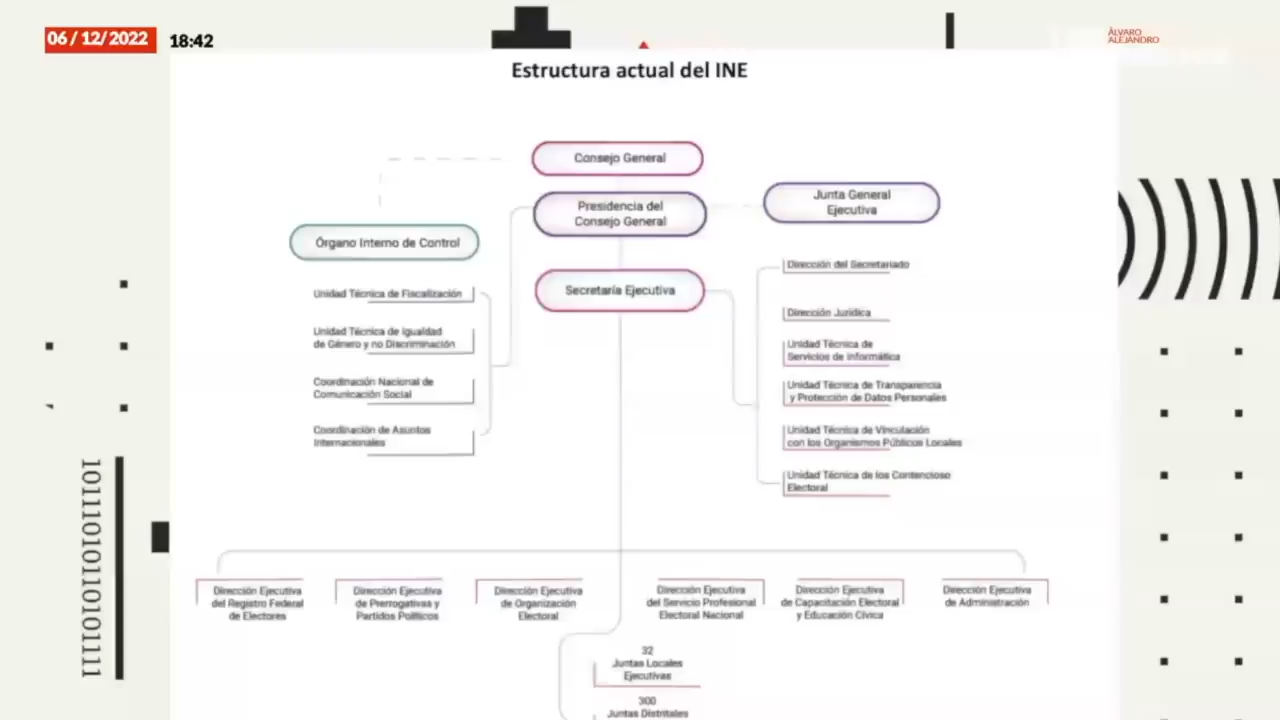 06 / 12/2022
18:42
ÁLVARO
ALEJANDRO
Estructura actual del INE
Consejo General
Presidencia del
Consejo General
Junta General
Ejecutiva
Órgano Interno de Control
Secretaría Ejecutiva
Unidad Técnica de Fiscalización
Unidad Técnica de Igualdad
de Género y no Discriminación
Coordinación Nacional de
Comunicación Social
Coordinación de Asuntos
Internacionales
Dirección del Secretariado
Dirección Jurídica
Unidad Técnica de
Servicios de Informática
Unidad Técnica de Transparencia
y Protección de Datos Personales
Unidad Técnica de Vinculación
con los Organismos Públicos Locales
Unidad Técnica de los Contencioso
Electoral
Dirección Ejecutiva
del Registro Federal
de Electores
Dirección Ejecutiva
de Prerrogativas y
Partidos Políticos
Dirección Ejecutiva
de Organización
Electoral
Dirección Ejecutiva
del Servicio Profesional
Electoral Nacional
Dirección Ejecutiva
de Capacitación Electoral
y Educación Cívica
Dirección Ejecutiva
de Administración
32
Juntas Locales
Ejecutivas
300
Juntas Distritales
10111010110101111